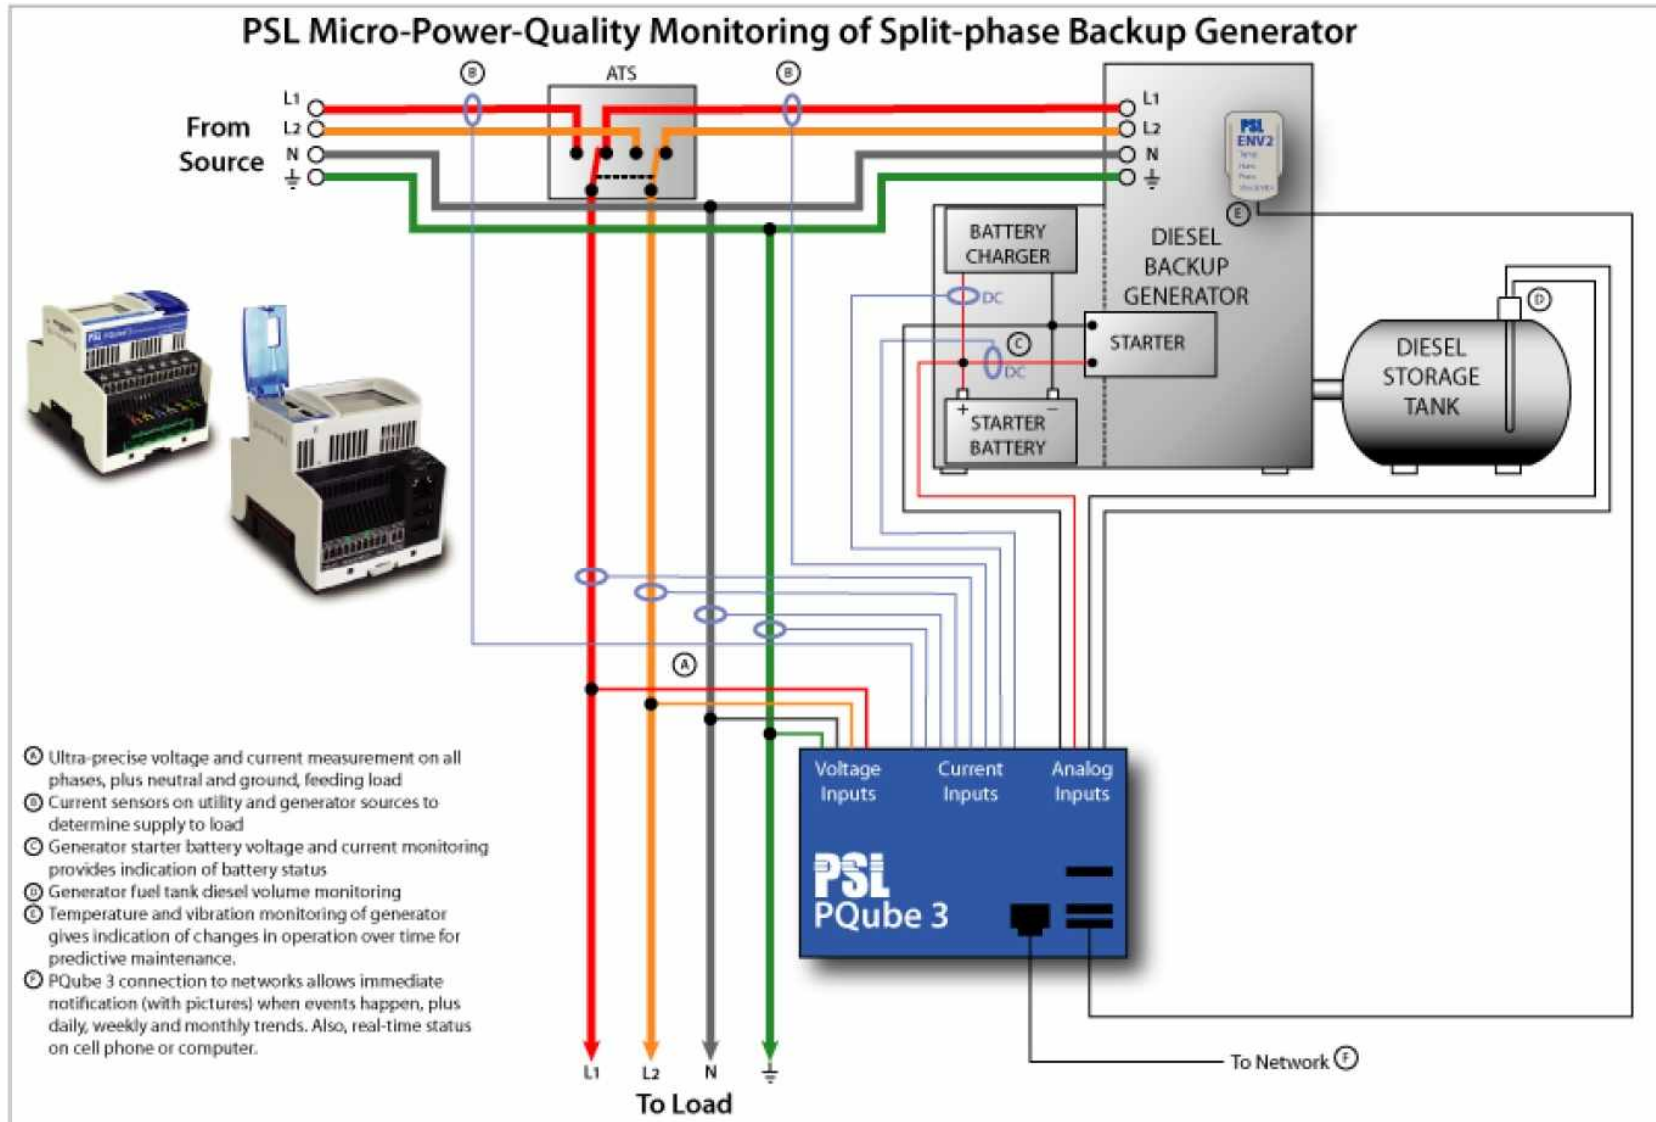 PSL Micro-Power-Quality Monitoring of Split-phase Backup Generator
B
ATS
B
From
Source
L1
L2
N
L1
L2
N
PSL
ENV2
E
BATTERY
CHARGER
DIESEL
BACKUP
GENERATOR
DC
C
DC
STARTER
D
DIESEL
STORAGE
TANK
+
−
STARTER
BATTERY
PSL PQube 3
A
A Ultra-precise voltage and current measurement on all
phases, plus neutral and ground, feeding load
B Current sensors on utility and generator sources to
determine supply to load
C Generator starter battery voltage and current monitoring
provides indication of battery status
D Generator fuel tank diesel volume monitoring
E Temperature and vibration monitoring of generator
gives indication of changes in operation over time for
predictive maintenance.
F PQube 3 connection to networks allows immediate
notification (with pictures) when events happen, plus
daily, weekly and monthly trends. Also, real-time status
on cell phone or computer.
Voltage
Inputs
Current
Inputs
Analog
Inputs
PSL
PQube 3
L1
L2
N
To Load
To Network F